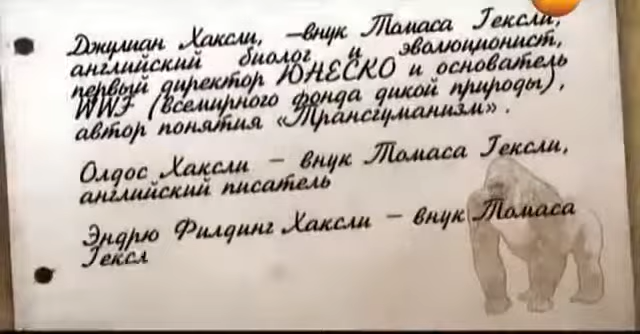 Джулиан Хаксли, —внук Томаса Гексли,
английский биолог и эволюционист,
первый директор ЮНЕСКО и основатель
WWF (всемирного фонда дикой природы),
автор понятия «Трансгуманизм» .
Олдос Хаксли – внук Томаса Гексли,
английский писатель
Эндрю Филдинг Хаксли – внук Томаса
Гексл